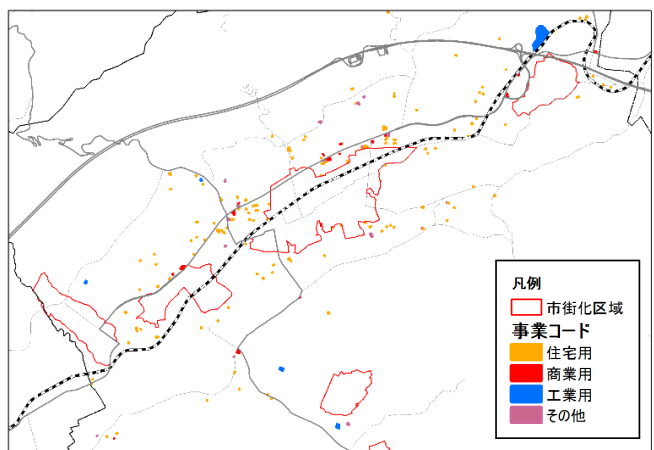 凡例
市街化区域
事業コード
住宅用
商業用
工業用
その他